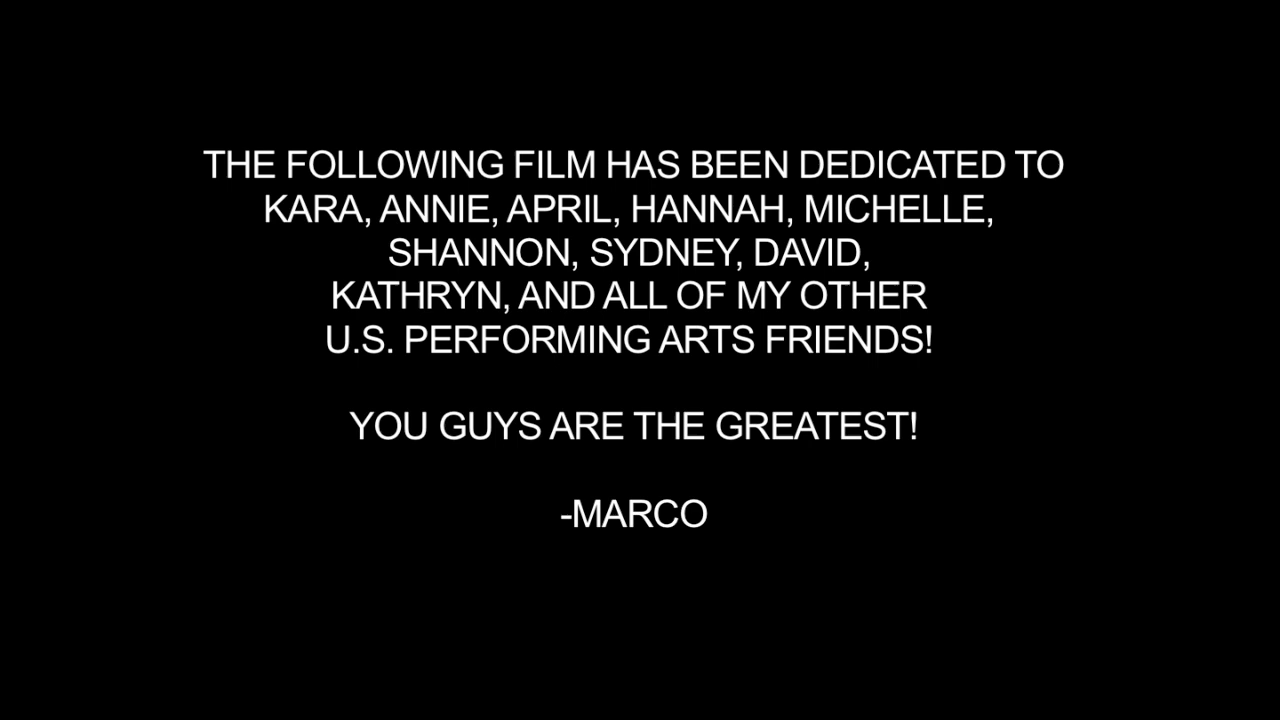 THE FOLLOWING FILM HAS BEEN DEDICATED TO
KARA, ANNIE, APRIL, HANNAH, MICHELLE,
SHANNON, SYDNEY, DAVID,
KATHRYN, AND ALL OF MY OTHER
U.S. PERFORMING ARTS FRIENDS!
YOU GUYS ARE THE GREATEST!
-MARCO